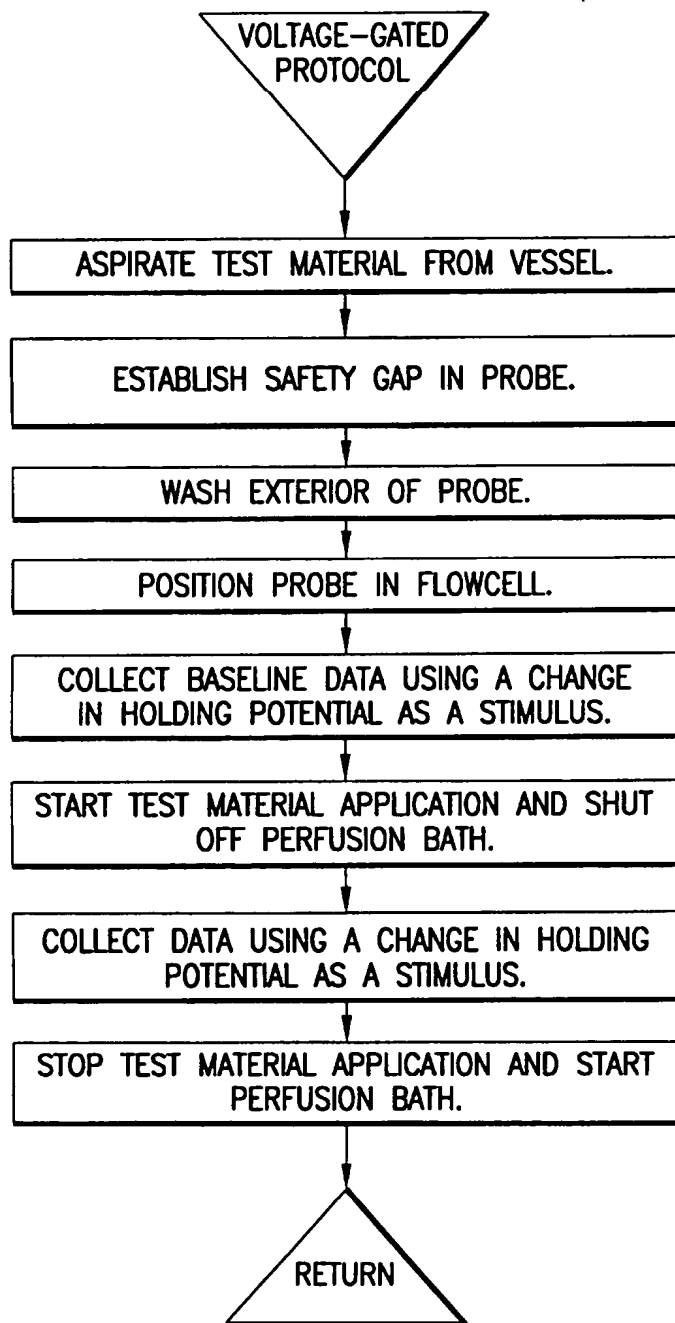 VOLTAGE-GATED
PROTOCOL
ASPIRATE TEST MATERIAL FROM VESSEL.
ESTABLISH SAFETY GAP IN PROBE.
WASH EXTERIOR OF PROBE.
POSITION PROBE IN FLOWCELL.
COLLECT BASELINE DATA USING A CHANGE
IN HOLDING POTENTIAL AS A STIMULUS.
START TEST MATERIAL APPLICATION AND SHUT
OFF PERFUSION BATH.
COLLECT DATA USING A CHANGE IN HOLDING
POTENTIAL AS A STIMULUS.
STOP TEST MATERIAL APPLICATION AND START
PERFUSION BATH.
RETURN